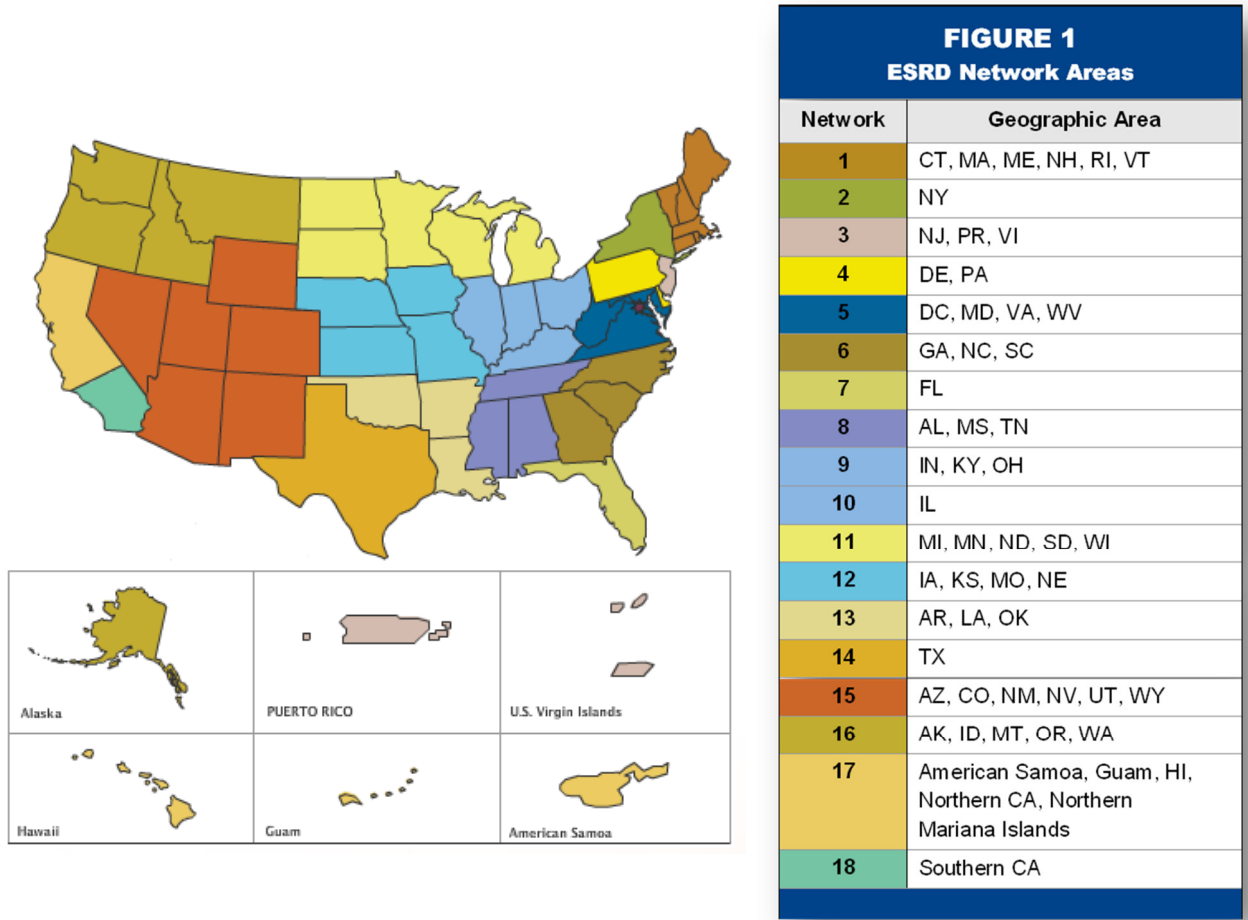 FIGURE 1
ESRD Network Areas
Network Geographic Area
1 CT, MA, ME, NH, RI, VT
2 NY
3 NJ, PR, VI
4 DE, PA
5 DC, MD, VA, WV
6 GA, NC, SC
7 FL
8 AL, MS, TN
9 IN, KY, OH
10 IL
11 MI, MN, ND, SD, WI
12 IA, KS, MO, NE
13 AR, LA, OK
14 TX
15 AZ, CO, NM, NV, UT, WY
16 AK, ID, MT, OR, WA
17 American Samoa, Guam, HI,
Northern CA, Northern
Mariana Islands
18 Southern CA
Alaska
PUERTO RICO
U.S. Virgin Islands
Hawaii
Guam
American Samoa